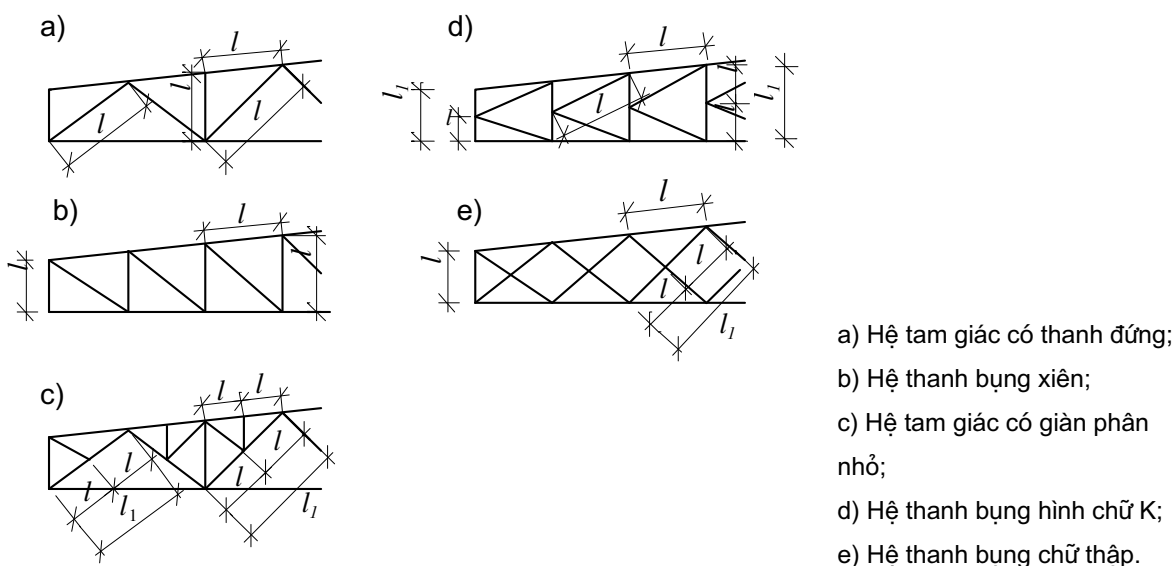 a)
l
l
l
l
d)
l
l
l
l₁
l
l
l₁
b)
l
l
l
e)
l
l
l
l
l₁
c)
l
l
l
l
l₁
l
l
l₁
a) Hệ tam giác có thanh đứng;
b) Hệ thanh bụng xiên;
c) Hệ tam giác có giàn phân
nhỏ;
d) Hệ thanh bụng hình chữ K;
e) Hệ thanh bụng chữ thập.